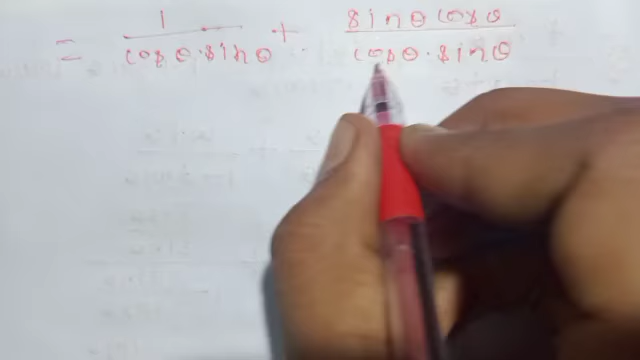 = 1 / cosθ·sinθ + sinθ cosθ / cosθ·sinθ